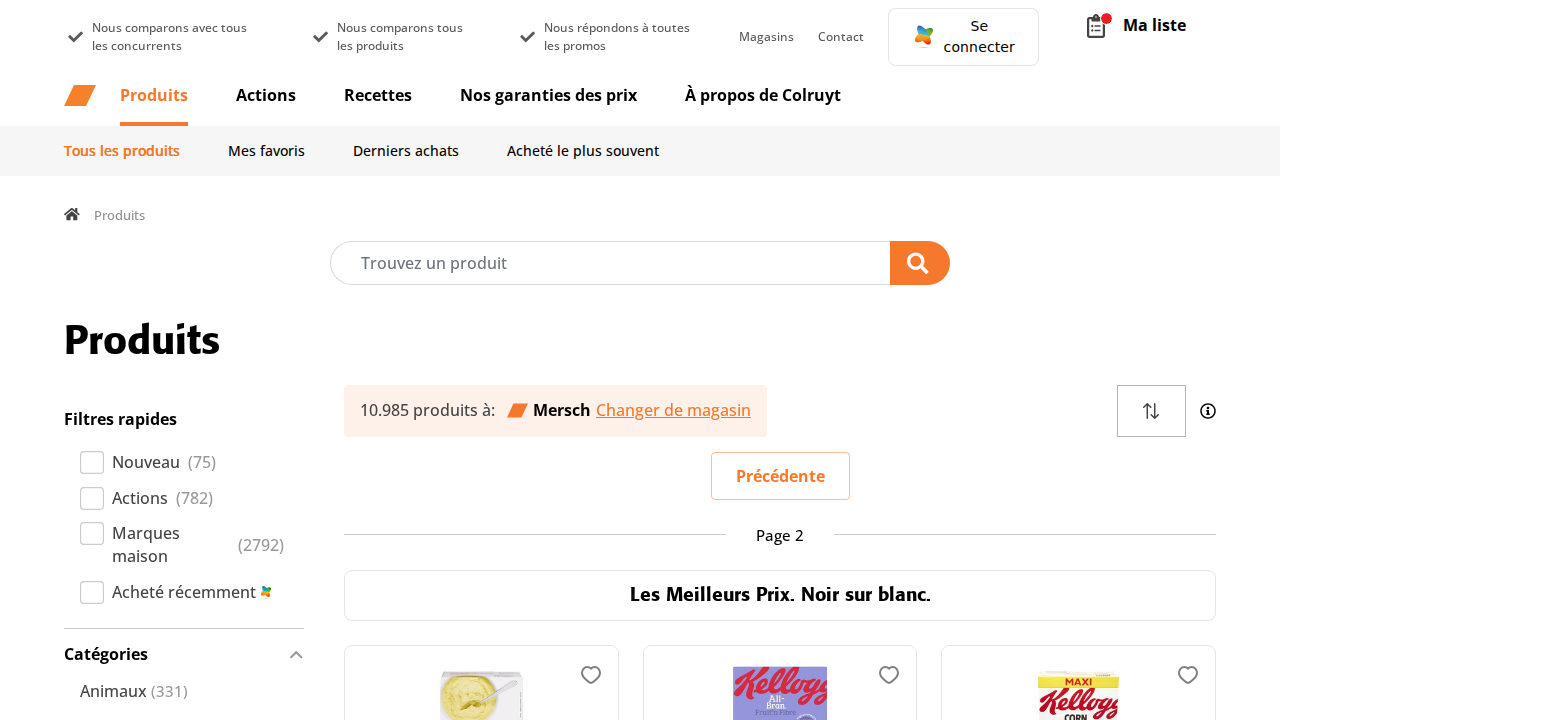 Nous comparons avec tous
les concurrents
Nous comparons tous
les produits
Nous répondons à toutes
les promos
Magasins
Contact
Se
connecter
Ma liste
Produits
Actions
Recettes
Nos garanties des prix
À propos de Colruyt
Tous les produits
Mes favoris
Derniers achats
Acheté le plus souvent
Produits
Trouvez un produit
Produits
Filtres rapides
Nouveau (75)
Actions (782)
Marques
maison
(2792)
Acheté récemment
Catégories
Animaux (331)
10.985 produits à: Mersch Changer de magasin
Précédente
Page 2
Les Meilleurs Prix. Noir sur blanc.
Kellogg
All-
Bran
Fruit'n Fibre
MAXI
Kellogg
CORN